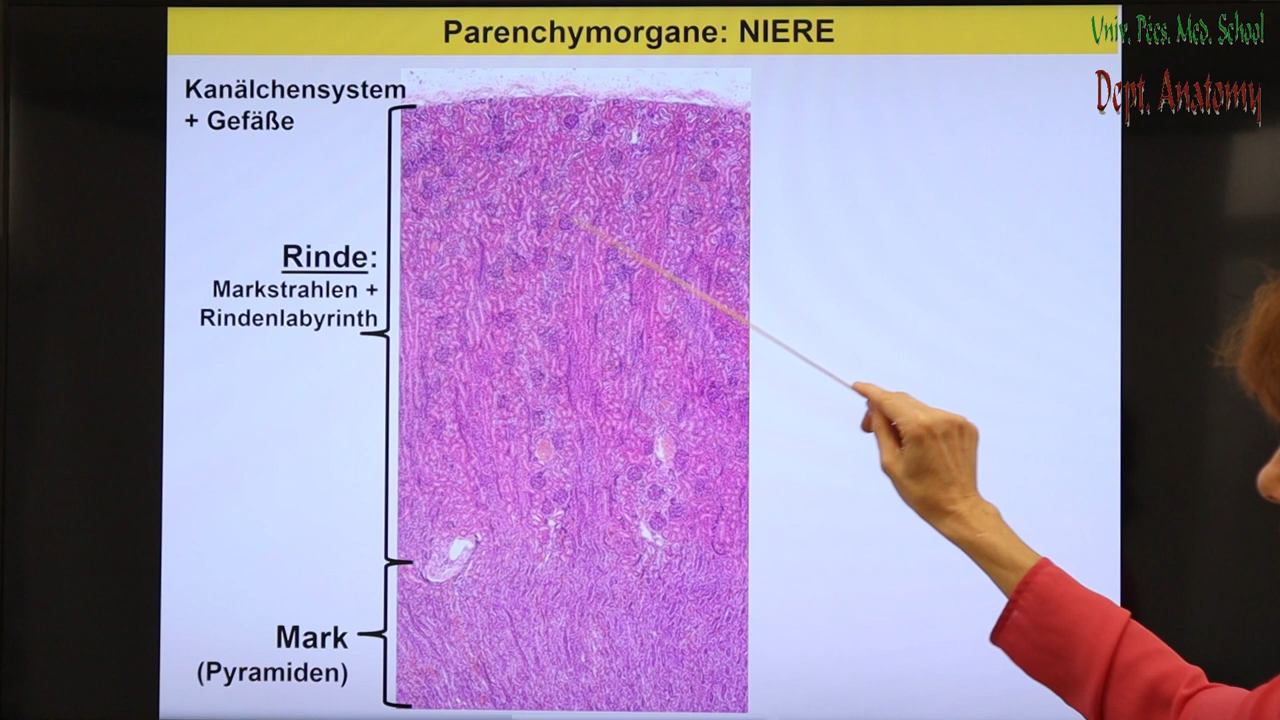 Parenchymorgane: NIERE
Univ. Pécs. Med. School
Dept. Anatomy
Kanälchensystem
+ Gefäße
Rinde:
Markstrahlen +
Rindenlabyrinth
Mark
(Pyramiden)